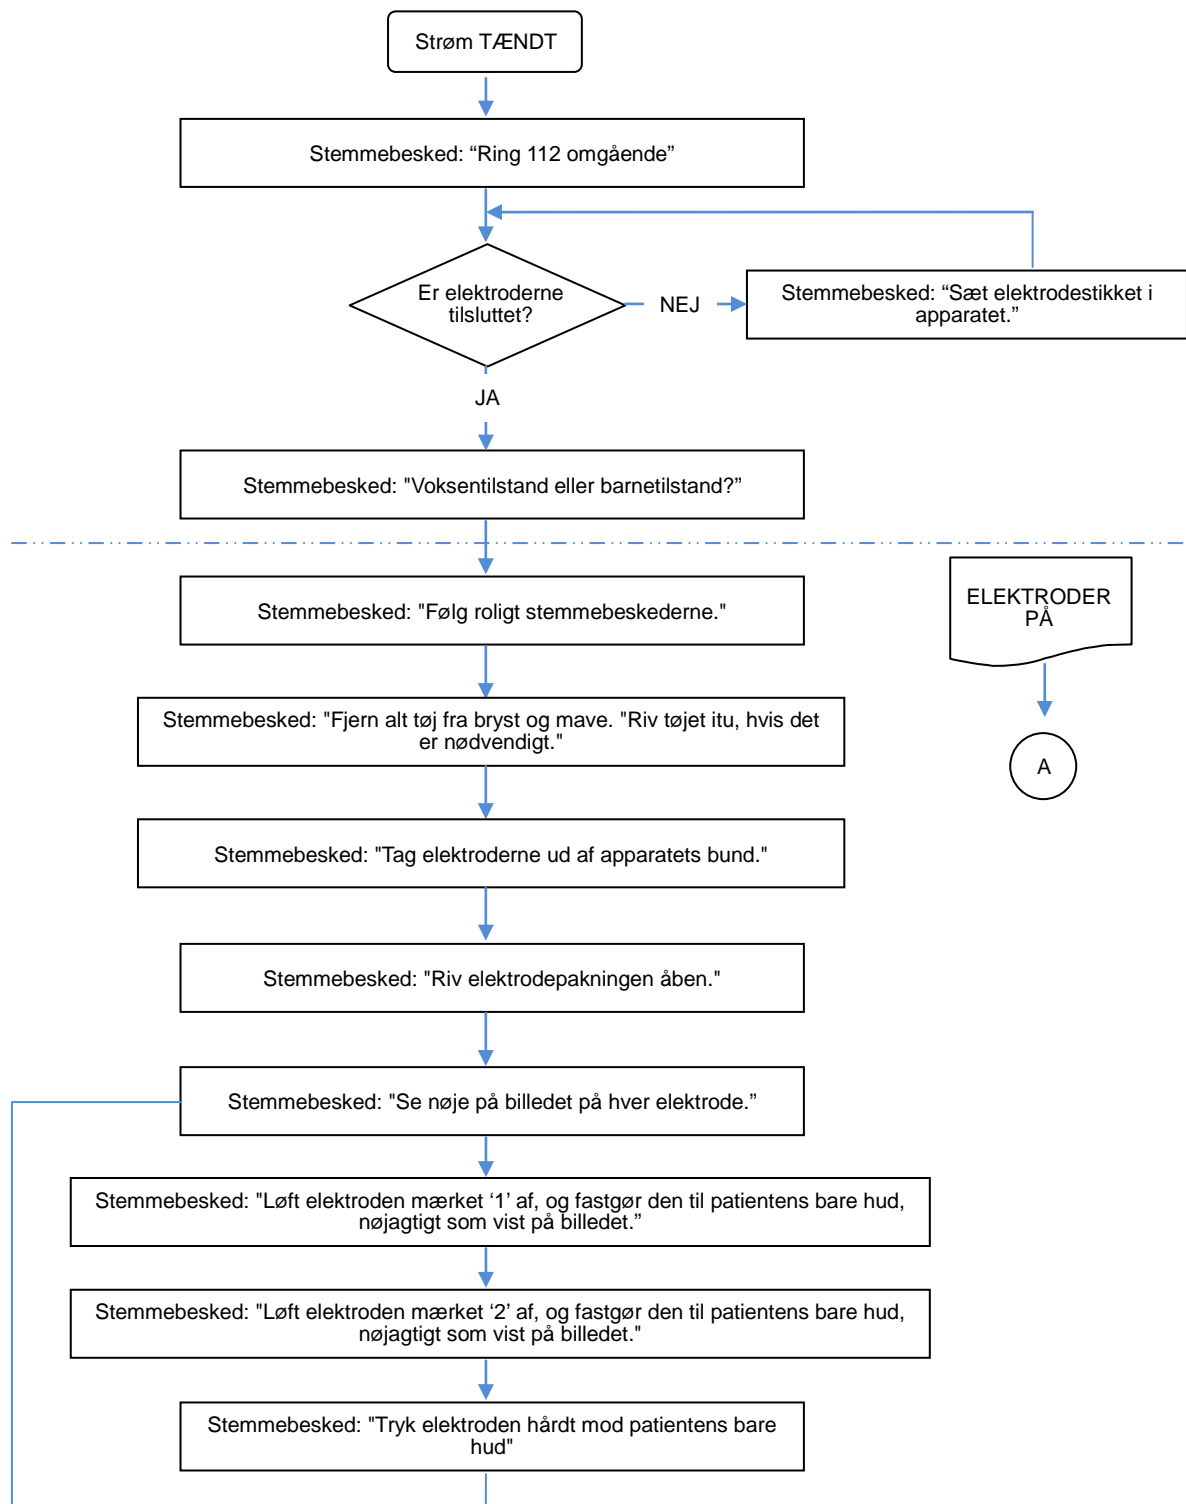 Strøm TÆNDT
Stemmebesked: “Ring 112 omgående”
Er elektroderne
tilsluttet?
NEJ
Stemmebesked: “Sæt elektrodestikket i
apparatet.”
JA
Stemmebesked: "Voksentilstand eller barnetilstand?”
Stemmebesked: "Følg roligt stemmebeskederne."
ELEKTRODER
PÅ
Stemmebesked: "Fjern alt tøj fra bryst og mave. "Riv tøjet itu, hvis det
er nødvendigt."
A
Stemmebesked: "Tag elektroderne ud af apparatets bund."
Stemmebesked: "Riv elektrodepakningen åben."
Stemmebesked: "Se nøje på billedet på hver elektrode.”
Stemmebesked: "Løft elektroden mærket ‘1’ af, og fastgør den til patientens bare hud,
nøjagtigt som vist på billedet.”
Stemmebesked: "Løft elektroden mærket ‘2’ af, og fastgør den til patientens bare hud,
nøjagtigt som vist på billedet."
Stemmebesked: "Tryk elektroden hårdt mod patientens bare
hud"